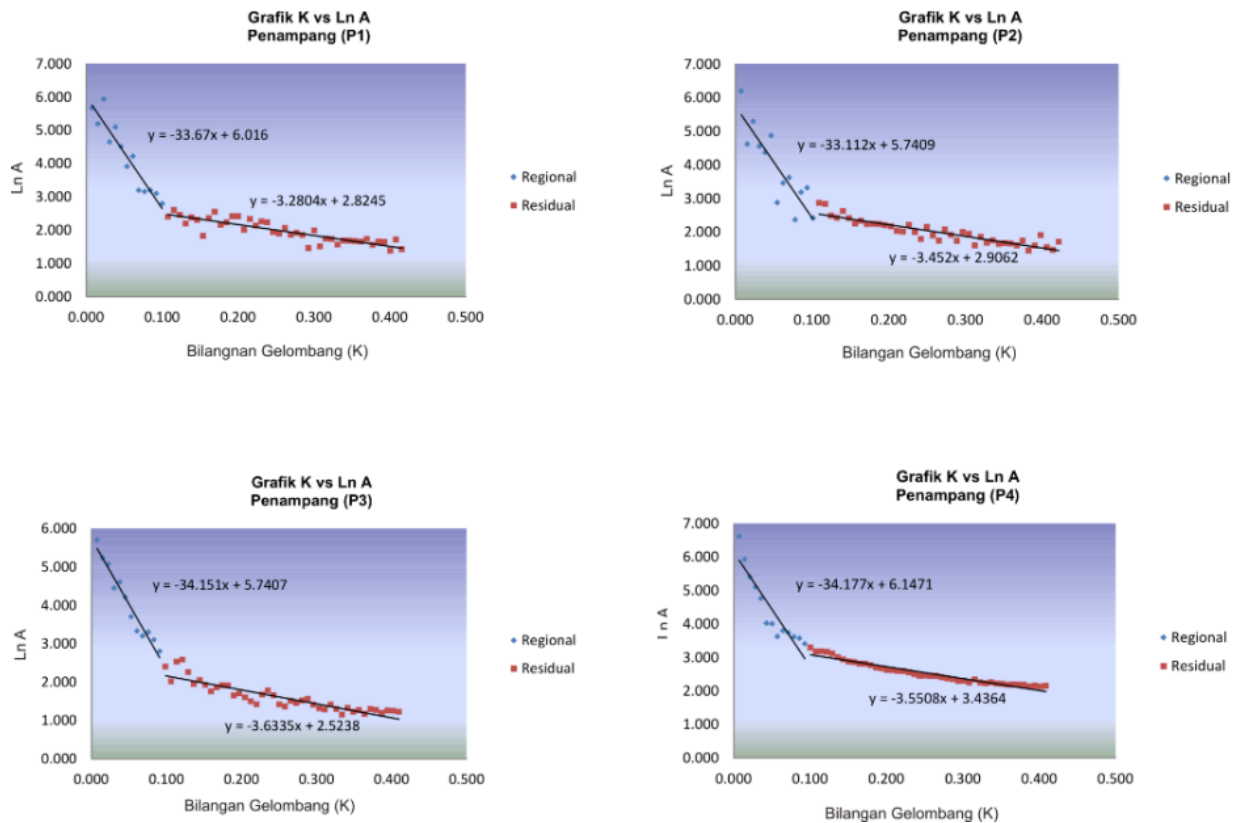 Grafik K vs Ln A
Penampang (P1)
7.000
6.000
5.000
4.000
3.000
2.000
1.000
0.000
Ln A
y = -33.67x + 6.016
y = -3.2804x + 2.8245
0.000 0.100 0.200 0.300 0.400 0.500
Bilangnan Gelombang (K)
Regional
Residual
Grafik K vs Ln A
Penampang (P2)
7.000
6.000
5.000
4.000
3.000
2.000
1.000
0.000
Ln A
y = -33.112x + 5.7409
y = -3.452x + 2.9062
0.000 0.100 0.200 0.300 0.400 0.500
Bilangan Gelombang (K)
Regional
Residual
Grafik K vs Ln A
Penampang (P3)
6.000
5.000
4.000
3.000
2.000
1.000
0.000
Ln A
y = -34.151x + 5.7407
y = -3.6335x + 2.5238
0.000 0.100 0.200 0.300 0.400 0.500
Bilangan Gelombang (K)
Regional
Residual
Grafik K vs Ln A
Penampang (P4)
7.000
6.000
5.000
4.000
3.000
2.000
1.000
0.000
Ln A
y = -34.177x + 6.1471
y = -3.5508x + 3.4364
0.000 0.100 0.200 0.300 0.400 0.500
Bilangan Gelombang (K)
Regional
Residual